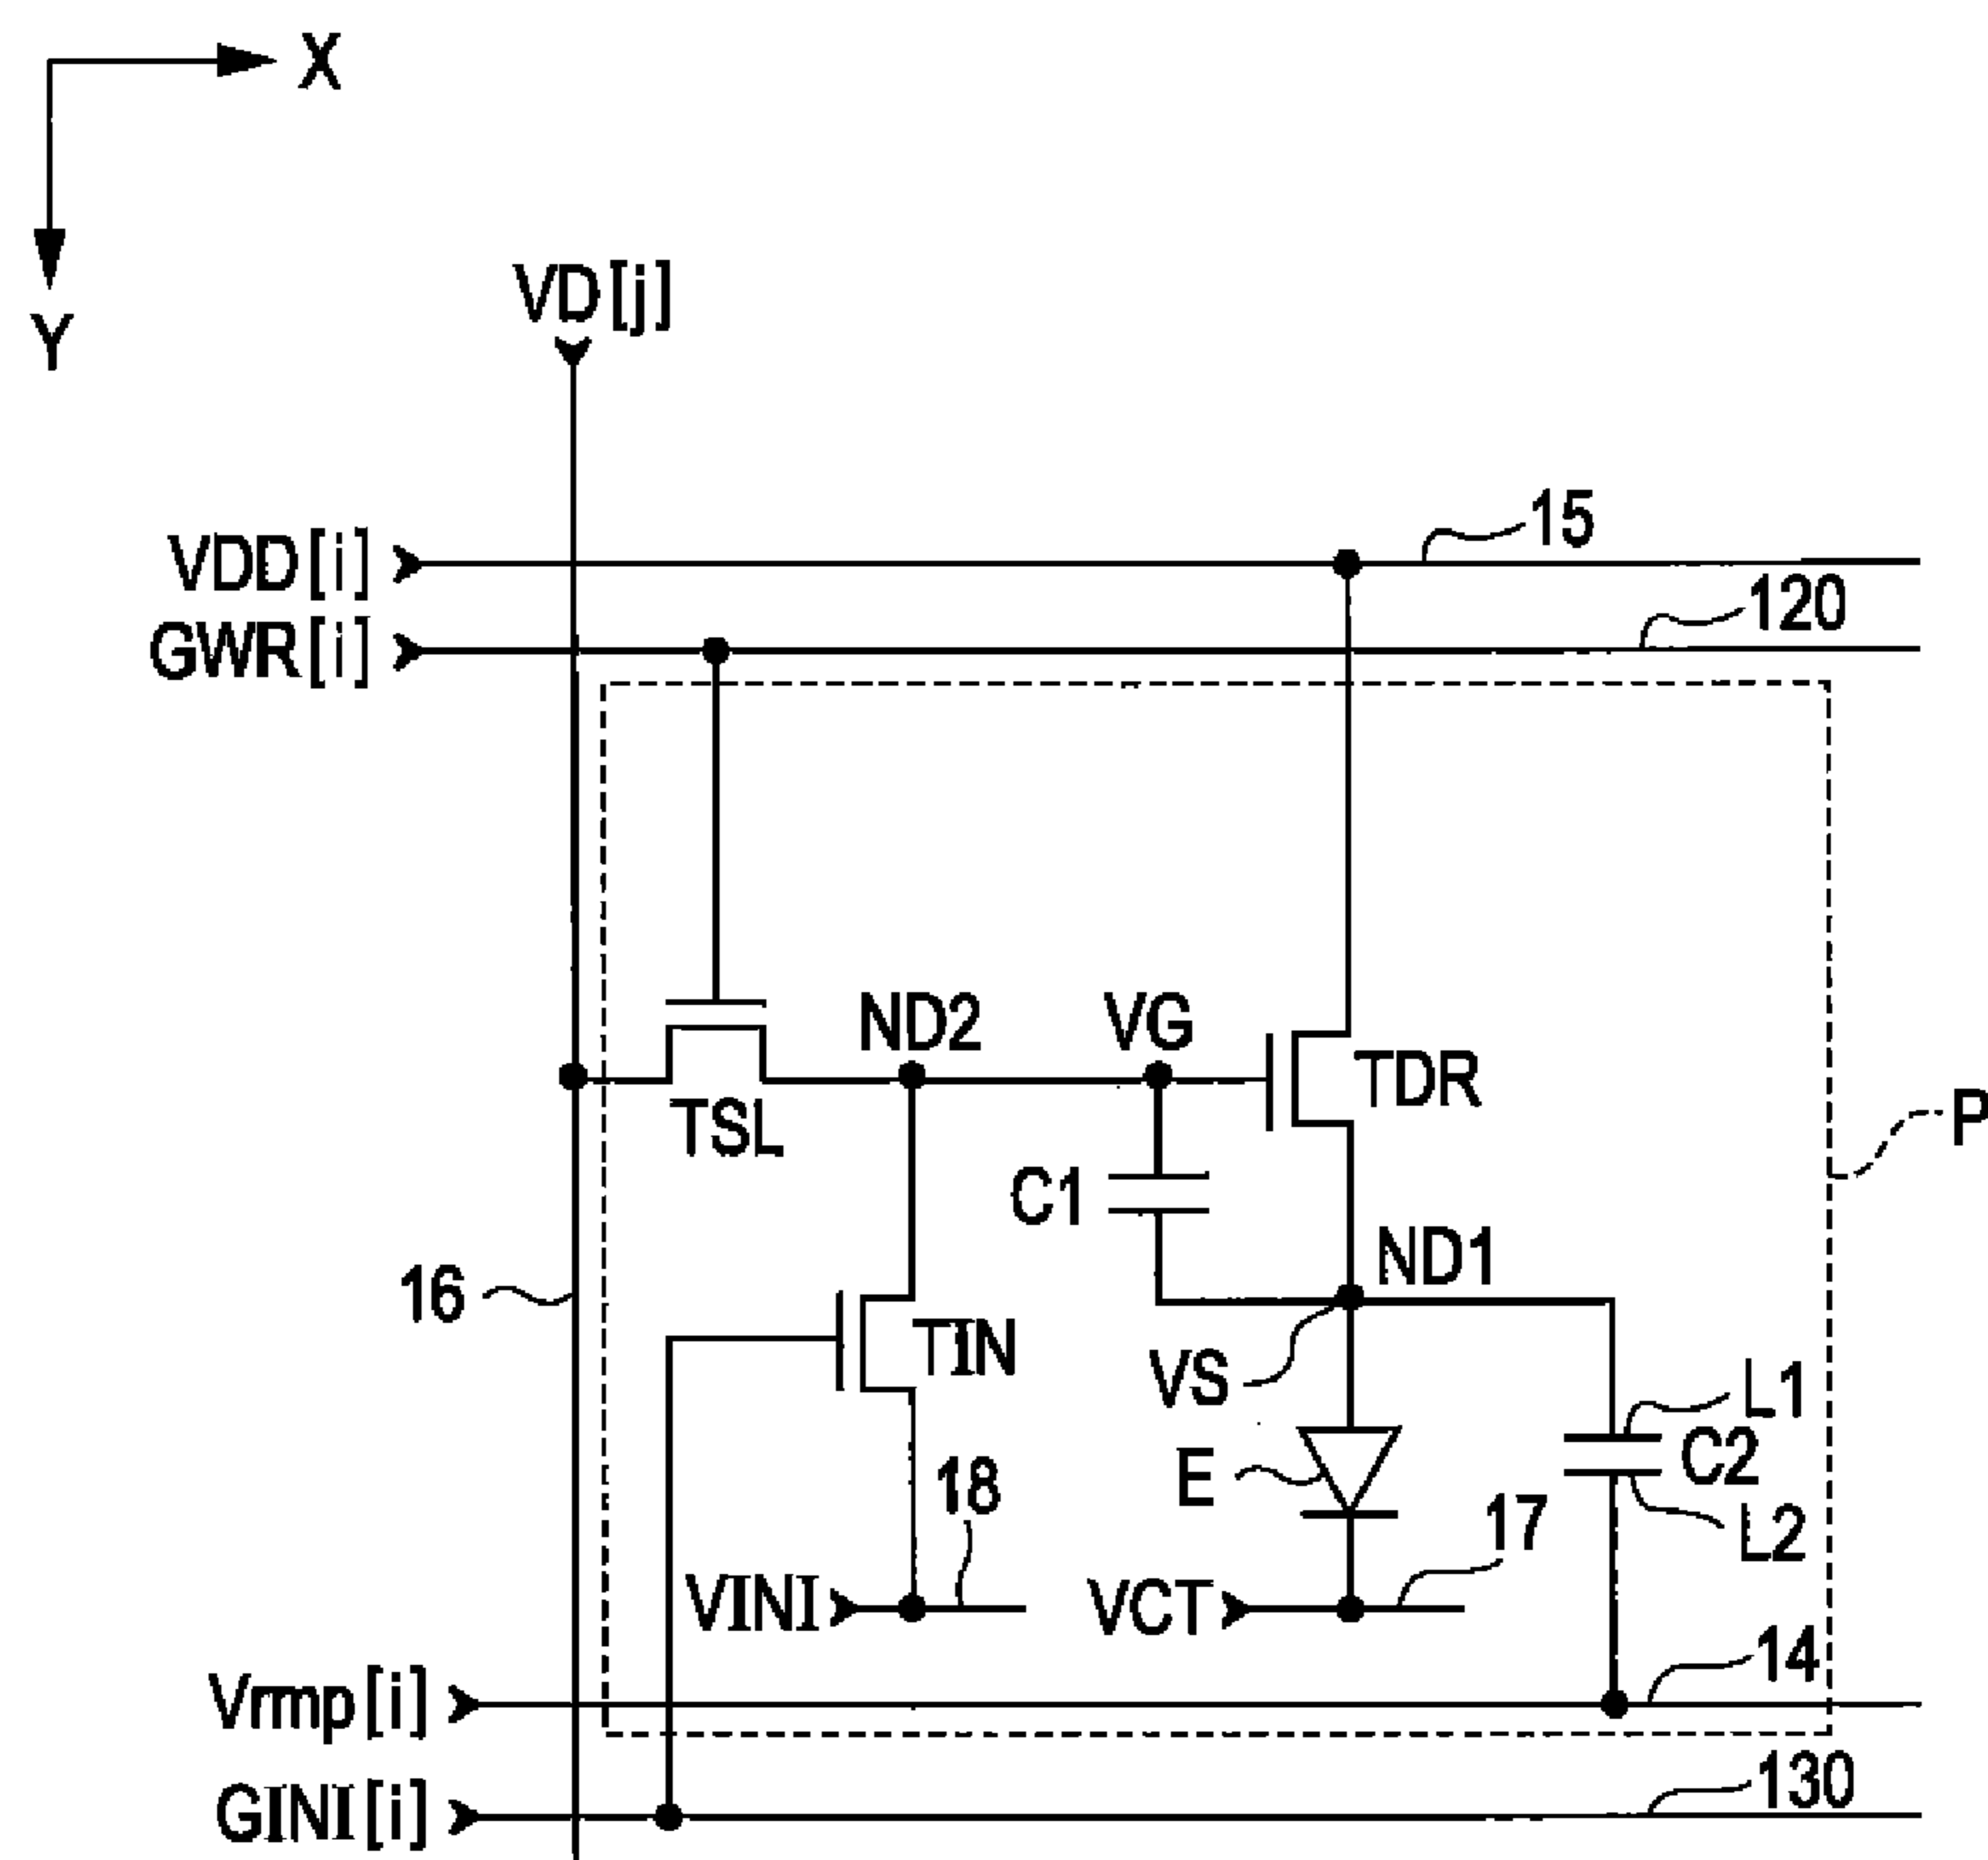 X
Y
VD[j]
VDD[i]
15
GWR[i]
120
ND2
VG
TDR
TSL
P
C1
ND1
16
TIN
VS
L1
C2
E
18
17
L2
VINI
VCT
Vrmp[i]
14
GINI[i]
130